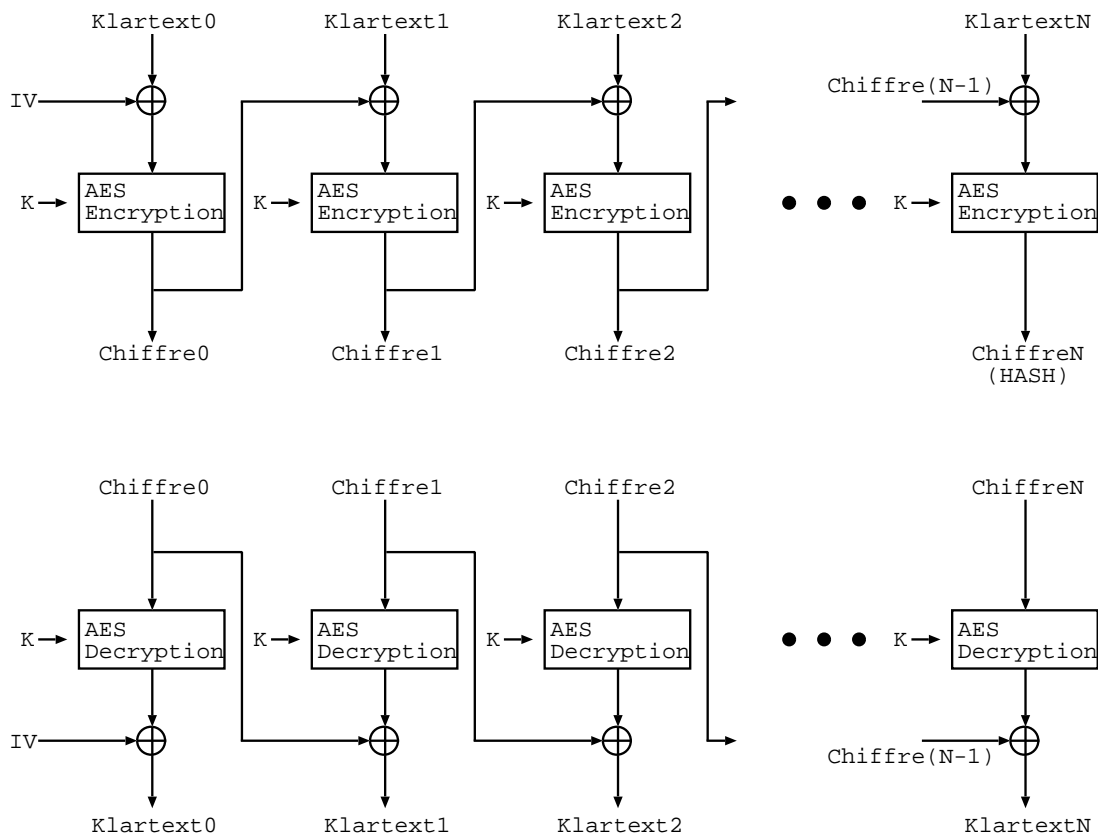 Klartext0 Klartext1 Klartext2 KlartextN
IV Chiffre(N-1)
AES AES AES AES
K K K K
Encryption Encryption Encryption Encryption
Chiffre0 Chiffre1 Chiffre2 ChiffreN
(HASH)
Chiffre0 Chiffre1 Chiffre2 ChiffreN
AES AES AES AES
K K K K
Decryption Decryption Decryption Decryption
IV Chiffre(N-1)
Klartext0 Klartext1 Klartext2 KlartextN